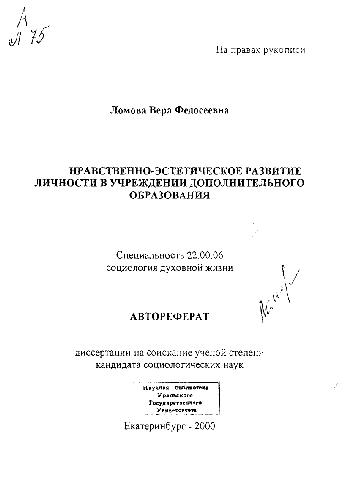 А
Л 75
На правах рукописи
Ломова Вера Федосеевна
НРАВСТВЕННО-ЭСТЕТИЧЕСКОЕ РАЗВИТИЕ
ЛИЧНОСТИ В УЧРЕЖДЕНИИ ДОПОЛНИТЕЛЬНОГО
ОБРАЗОВАНИЯ
Специальность 22.00.06
социология духовной жизни
АВТОРЕФЕРАТ
диссертации на соискание ученой степени
кандидата социологических наук
Научная библиотека
Уральского
Государственного
Университета
Екатеринбург - 2000